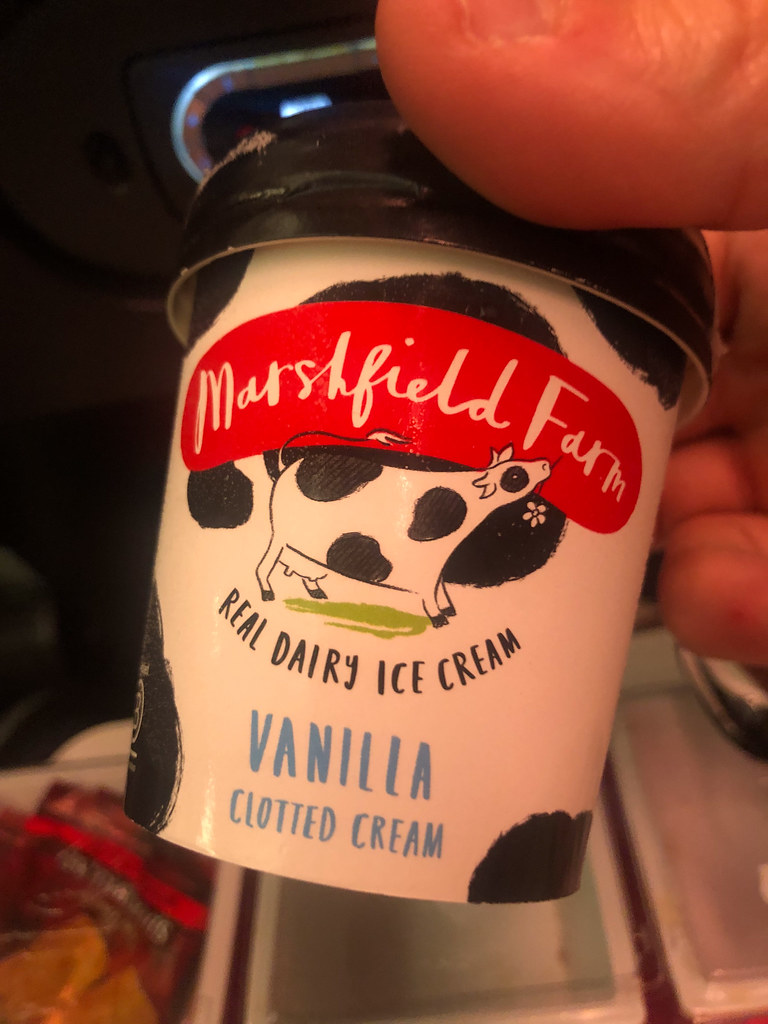 Marshfield Farm
REAL DAIRY ICE CREAM
VANILLA
CLOTTED CREAM